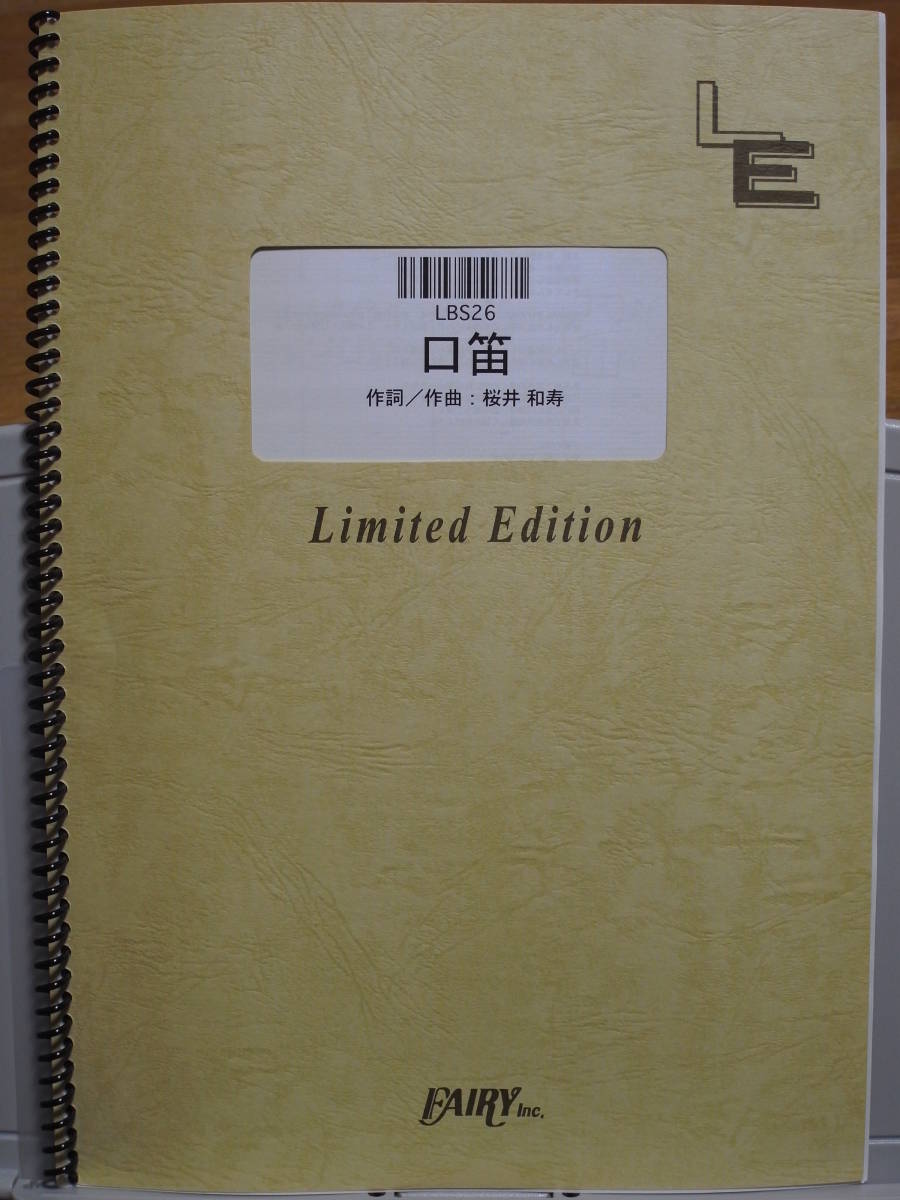 LE
LBS26
口笛
作詞／作曲：桜井 和寿
Limited Edition
FAIRY Inc.